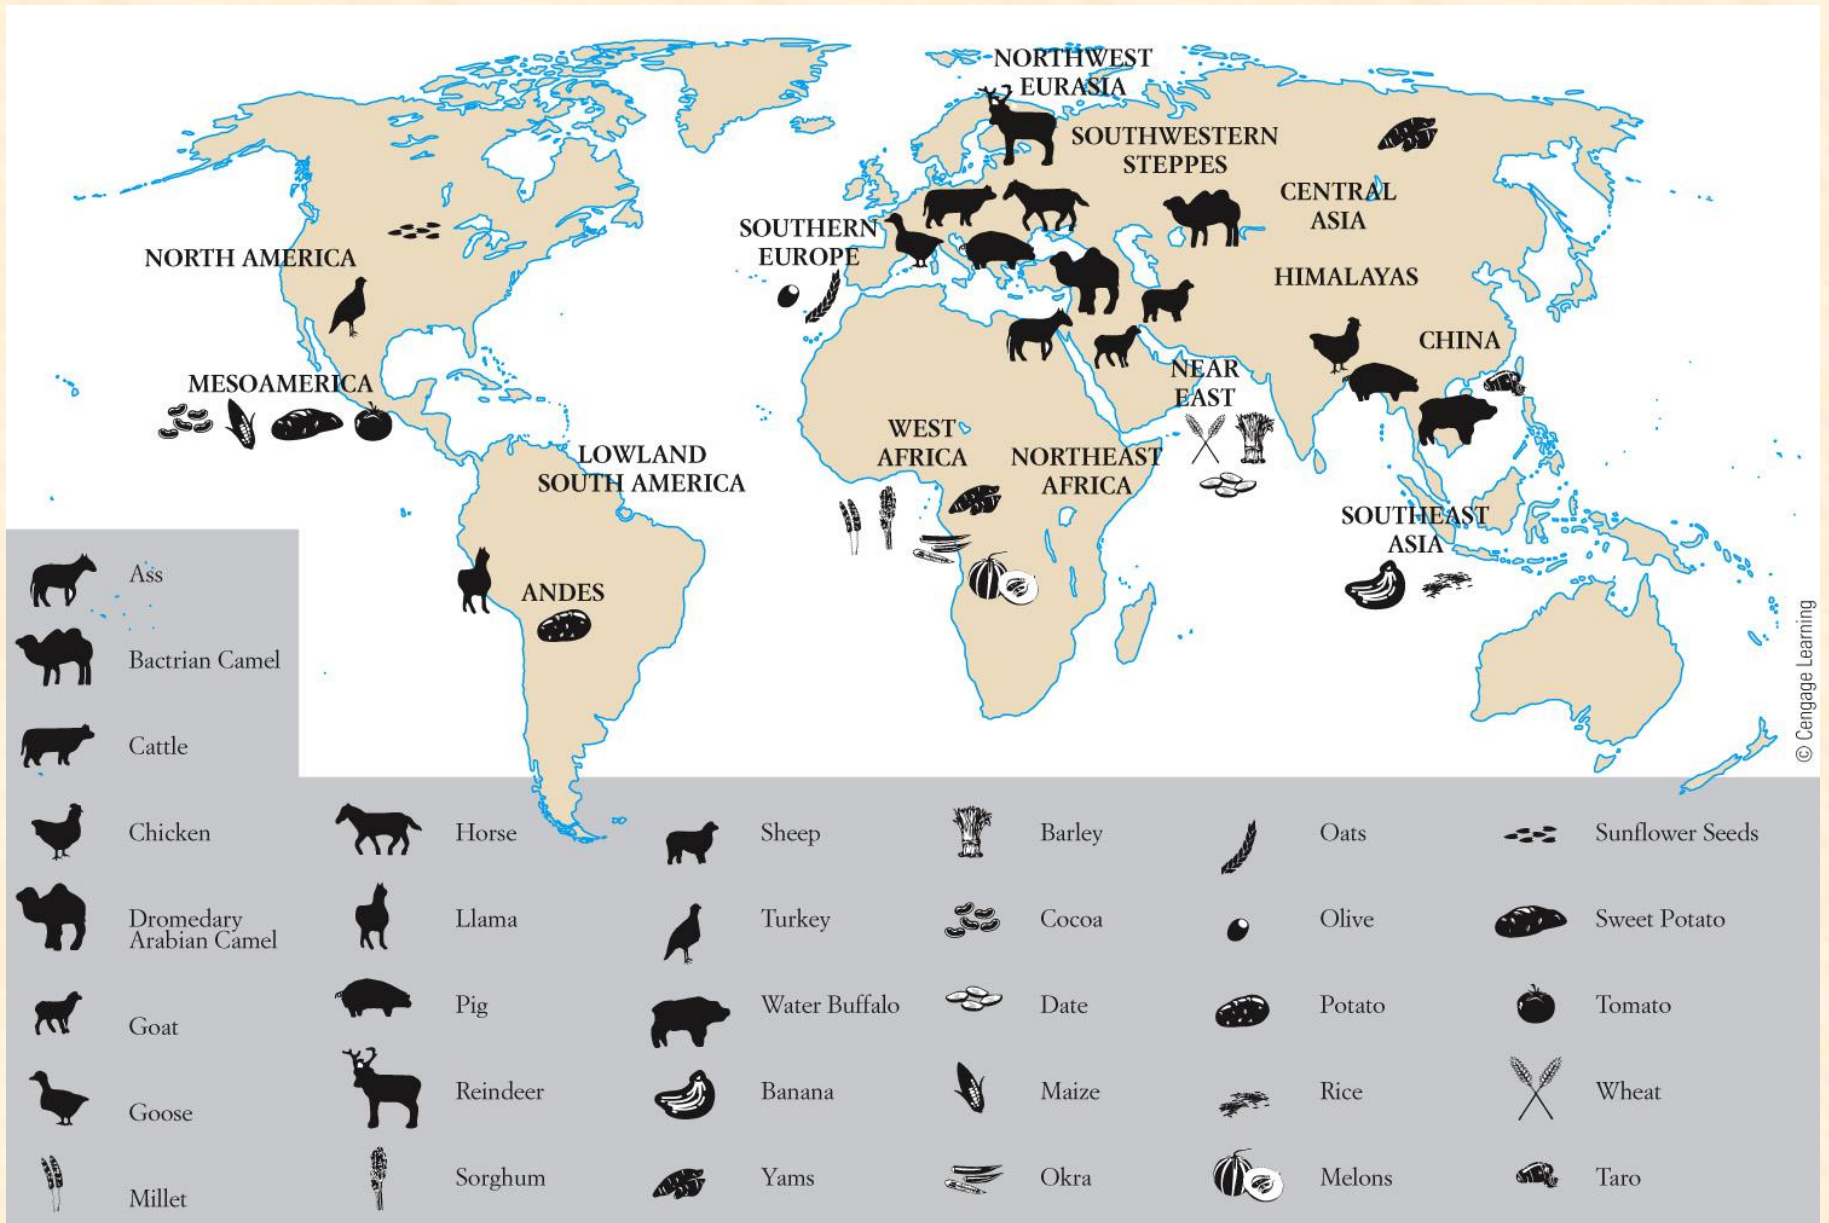 NORTHWEST
EURASIA
SOUTHWESTERN
STEPPES
CENTRAL
ASIA
SOUTHERN
EUROPE
NORTH AMERICA
HIMALAYAS
CHINA
MESOAMERICA
NEAR
EAST
WEST
AFRICA
NORTHEAST
AFRICA
LOWLAND
SOUTH AMERICA
SOUTHEAST
ASIA
ANDES
© Cengage Learning
Ass
Bactrian Camel
Cattle
Chicken
Dromedary
Arabian Camel
Goat
Goose
Millet
Horse
Llama
Pig
Reindeer
Sorghum
Sheep
Turkey
Water Buffalo
Banana
Yams
Barley
Cocoa
Date
Maize
Okra
Oats
Olive
Potato
Rice
Melons
Sunflower Seeds
Sweet Potato
Tomato
Wheat
Taro